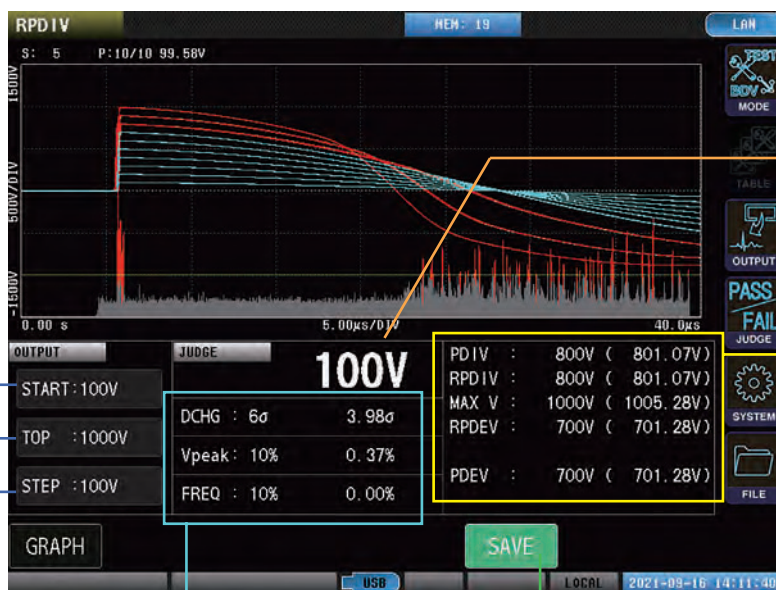 RPDIV
MEM: 19
LAN
S: 5 P:10/10 99.58V
1500V
500V/DIV
-1500V
0.00 s
5.00μs/DIV
40.0μs
TEST
BDV
MODE
TABLE
OUTPUT
PASS
FAIL
JUDGE
SYSTEM
FILE
OUTPUT
START:100V
TOP :1000V
STEP :100V
JUDGE
100V
DCHG : 6σ 3.98σ
Vpeak: 10% 0.37%
FREQ : 10% 0.00%
PDIV : 800V ( 801.07V)
RPDIV : 800V ( 801.07V)
MAX V : 1000V ( 1005.28V)
RPDEV : 700V ( 701.28V)
PDEV : 700V ( 701.28V)
GRAPH
SAVE
USB
LOCAL
2021-09-16 14:11:40